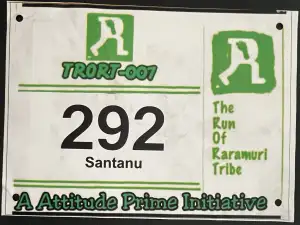 TRORT-007
292
Santanu
The
Run
Of
Raramuri
Tribe
A Attitude Prime Initiative